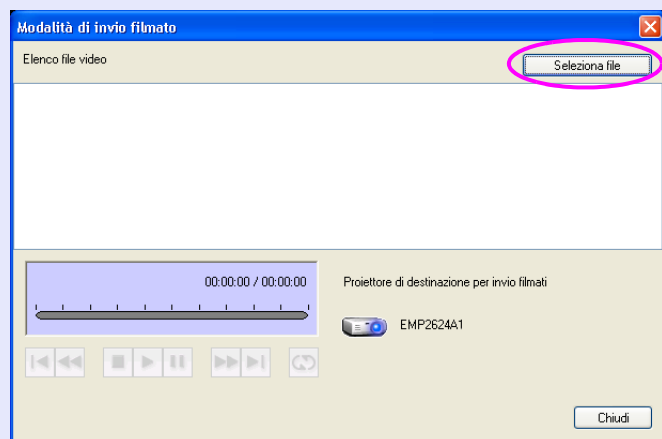 Modalità di invio filmato
Elenco file video
Seleziona file
00:00:00 / 00:00:00
Proiettore di destinazione per invio filmati
EMP2624A1
Chiudi